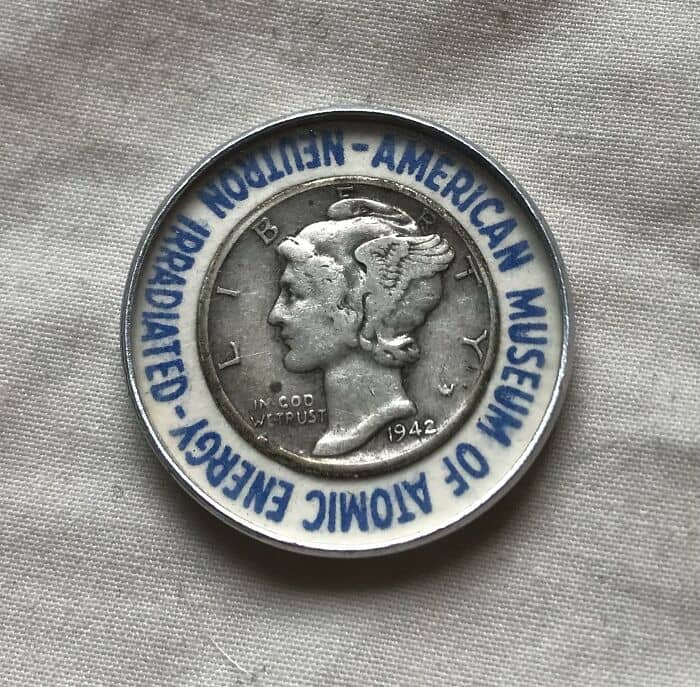 AMERICAN MUSEUM OF ATOMIC ENERGY - NEUTRON IRRADIATED -
LIBERTY
IN GOD
WE TRUST
1942